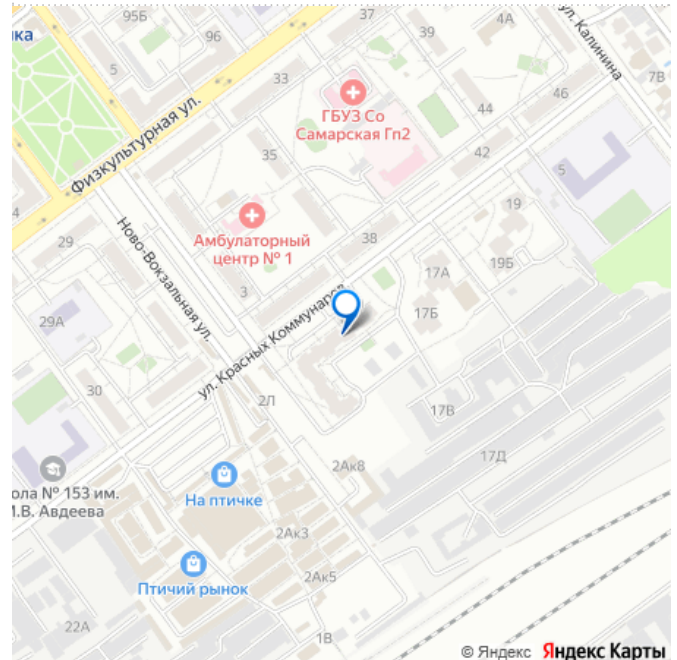 95Б
96
37
39
4А
ул. Калинина
ка
5
33
7В
ГБУЗ Со
Самарская Гп2
44
46
Физкультурная ул.
35
42
5
4
29
Ново-Вокзальная ул.
Амбулаторный
центр № 1
38
19
3
17А
19Б
29А
ул. Красных Коммунаров
17Б
30
2Л
17В
ола № 153 им.
М.В. Авдеева
На птичке
2Ак8
17Д
2Ак3
Птичий рынок
2Ак5
22А
1В
© Яндекс Яндекс Карты